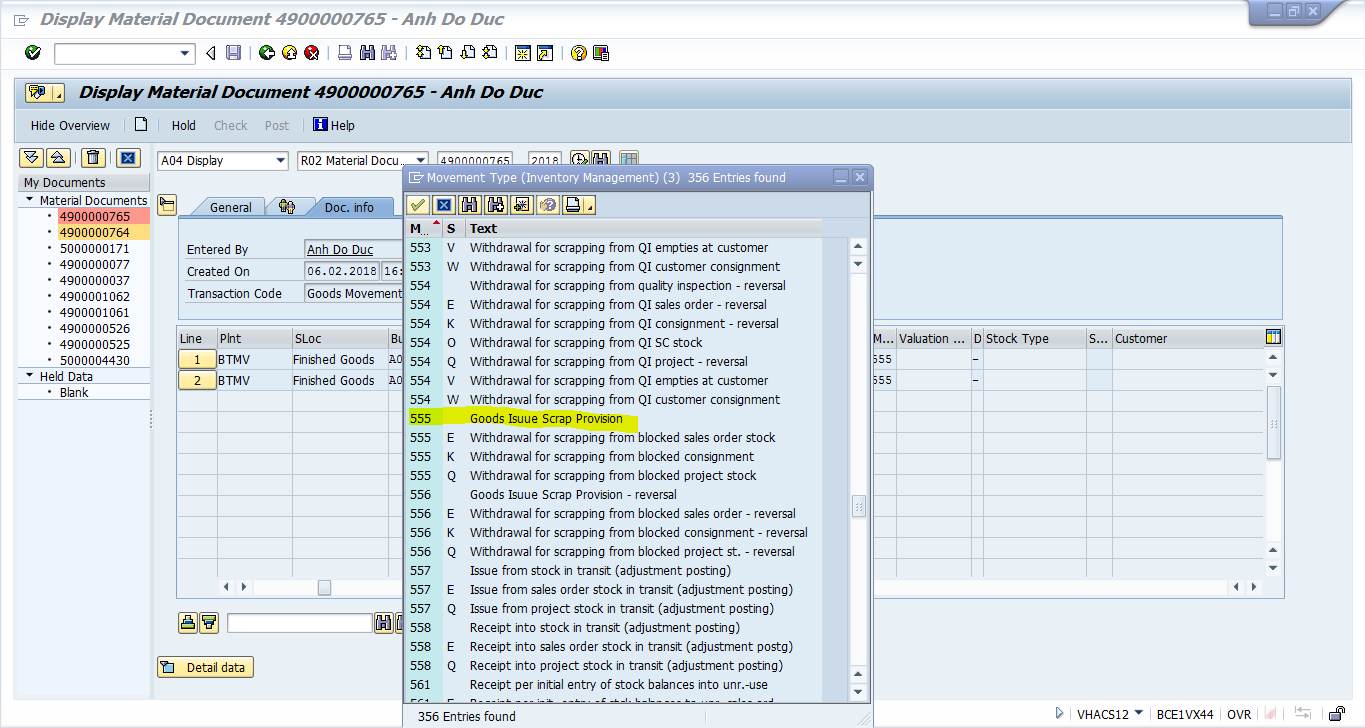 Display Material Document 4900000765 - Anh Do Duc
Display Material Document 4900000765 - Anh Do Duc
Hide Overview Hold Check Post Help
My Documents
Material Documents
4900000765
4900000764
5000000171
4900000077
4900000037
4900001062
4900001061
4900000526
4900000525
5000004430
Held Data
Blank
A04 Display R02 Material Docu... 4900000765 2018
General Doc. info
Entered By Anh Do Duc
Created On 06.02.2018 16:
Transaction Code Goods Movement
Line Plnt SLoc
1 BTMV Finished Goods
2 BTMV Finished Goods
M... Valuation ... D Stock Type S... Customer
555 -
555 -
Detail data
Movement Type (Inventory Management) (3) 356 Entries found
M... S Text
553 V Withdrawal for scrapping from QI empties at customer
553 W Withdrawal for scrapping from QI customer consignment
554 Withdrawal for scrapping from quality inspection - reversal
554 E Withdrawal for scrapping from QI sales order - reversal
554 K Withdrawal for scrapping from QI consignment - reversal
554 O Withdrawal for scrapping from QI SC stock
554 Q Withdrawal for scrapping from QI project - reversal
554 V Withdrawal for scrapping from QI empties at customer
554 W Withdrawal for scrapping from QI customer consignment
555 Goods Isuue Scrap Provision
555 E Withdrawal for scrapping from blocked sales order stock
555 K Withdrawal for scrapping from blocked consignment
555 Q Withdrawal for scrapping from blocked project stock
556 Goods Isuue Scrap Provision - reversal
556 E Withdrawal for scrapping from blocked sales order - reversal
556 K Withdrawal for scrapping from blocked consignment - reversal
556 Q Withdrawal for scrapping from blocked project st. - reversal
557 Issue from stock in transit (adjustment posting)
557 E Issue from sales order stock in transit (adjustment posting)
557 Q Issue from project stock in transit (adjustment posting)
558 Receipt into stock in transit (adjustment posting)
558 E Receipt into sales order stock in transit (adjustment postg)
558 Q Receipt into project stock in transit (adjustment posting)
561 Receipt per initial entry of stock balances into unr.-use
356 Entries found
VHACS12 BCE1VX44 OVR